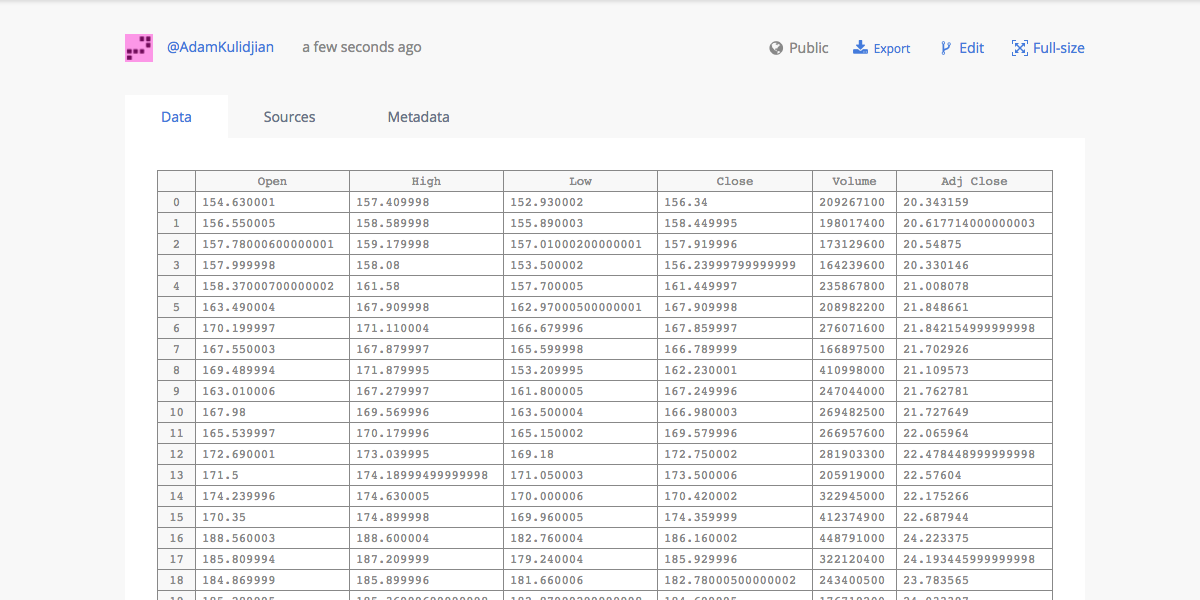 @AdamKulidjian a few seconds ago Public Export Edit Full-size
Data Sources Metadata
Open High Low Close Volume Adj Close
0 154.630001 157.409998 152.930002 156.34 209267100 20.343159
1 156.550005 158.589998 155.890003 158.449995 198017400 20.617714000000003
2 157.78000600000001 159.179998 157.01000200000001 157.919996 173129600 20.54875
3 157.999998 158.08 153.500002 156.23999799999999 164239600 20.330146
4 158.37000700000002 161.58 157.700005 161.449997 235867800 21.008078
5 163.490004 167.909998 162.97000500000001 167.909998 208982200 21.848661
6 170.199997 171.110004 166.679996 167.859997 276071600 21.842154999999998
7 167.550003 167.879997 165.599998 166.789999 166897500 21.702926
8 169.489994 171.879995 153.209995 162.230001 410998000 21.109573
9 163.010006 167.279997 161.800005 167.249996 247044000 21.762781
10 167.98 169.569996 163.500004 166.980003 269482500 21.727649
11 165.539997 170.179996 165.150002 169.579996 266957600 22.065964
12 172.690001 173.039995 169.18 172.750002 281903300 22.478448999999998
13 171.5 174.18999499999998 171.050003 173.500006 205919000 22.57604
14 174.239996 174.630005 170.000006 170.420002 322945000 22.175266
15 170.35 174.899998 169.960005 174.359999 412374900 22.687944
16 188.560003 188.600004 182.760004 186.160002 448791000 24.223375
17 185.809994 187.209999 179.240004 185.929996 322120400 24.193445999999998
18 184.869999 185.899996 181.660006 182.78000500000002 243400500 23.783565